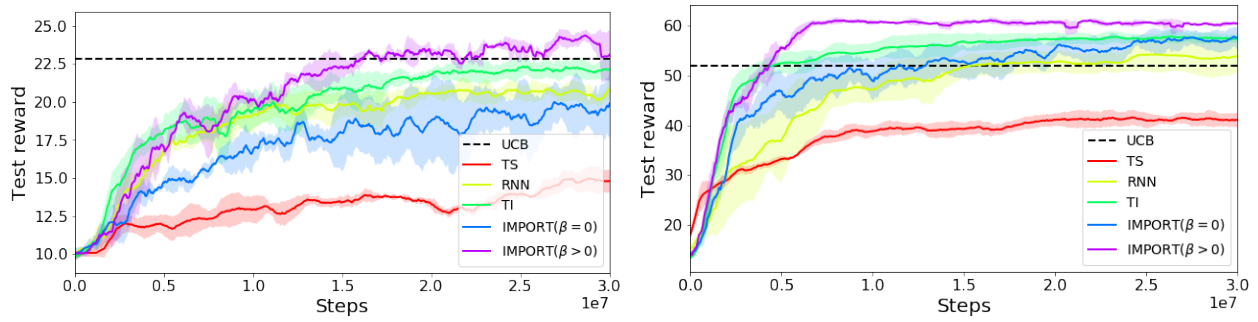 25.0
22.5
20.0
17.5
15.0
12.5
10.0
Test reward
0.0 0.5 1.0 1.5 2.0 2.5 3.0
Steps
1e7
UCB
TS
RNN
TI
IMPORT(β = 0)
IMPORT(β > 0)
60
50
40
30
20
Test reward
0.0 0.5 1.0 1.5 2.0 2.5 3.0
Steps
1e7
UCB
TS
RNN
TI
IMPORT(β = 0)
IMPORT(β > 0)